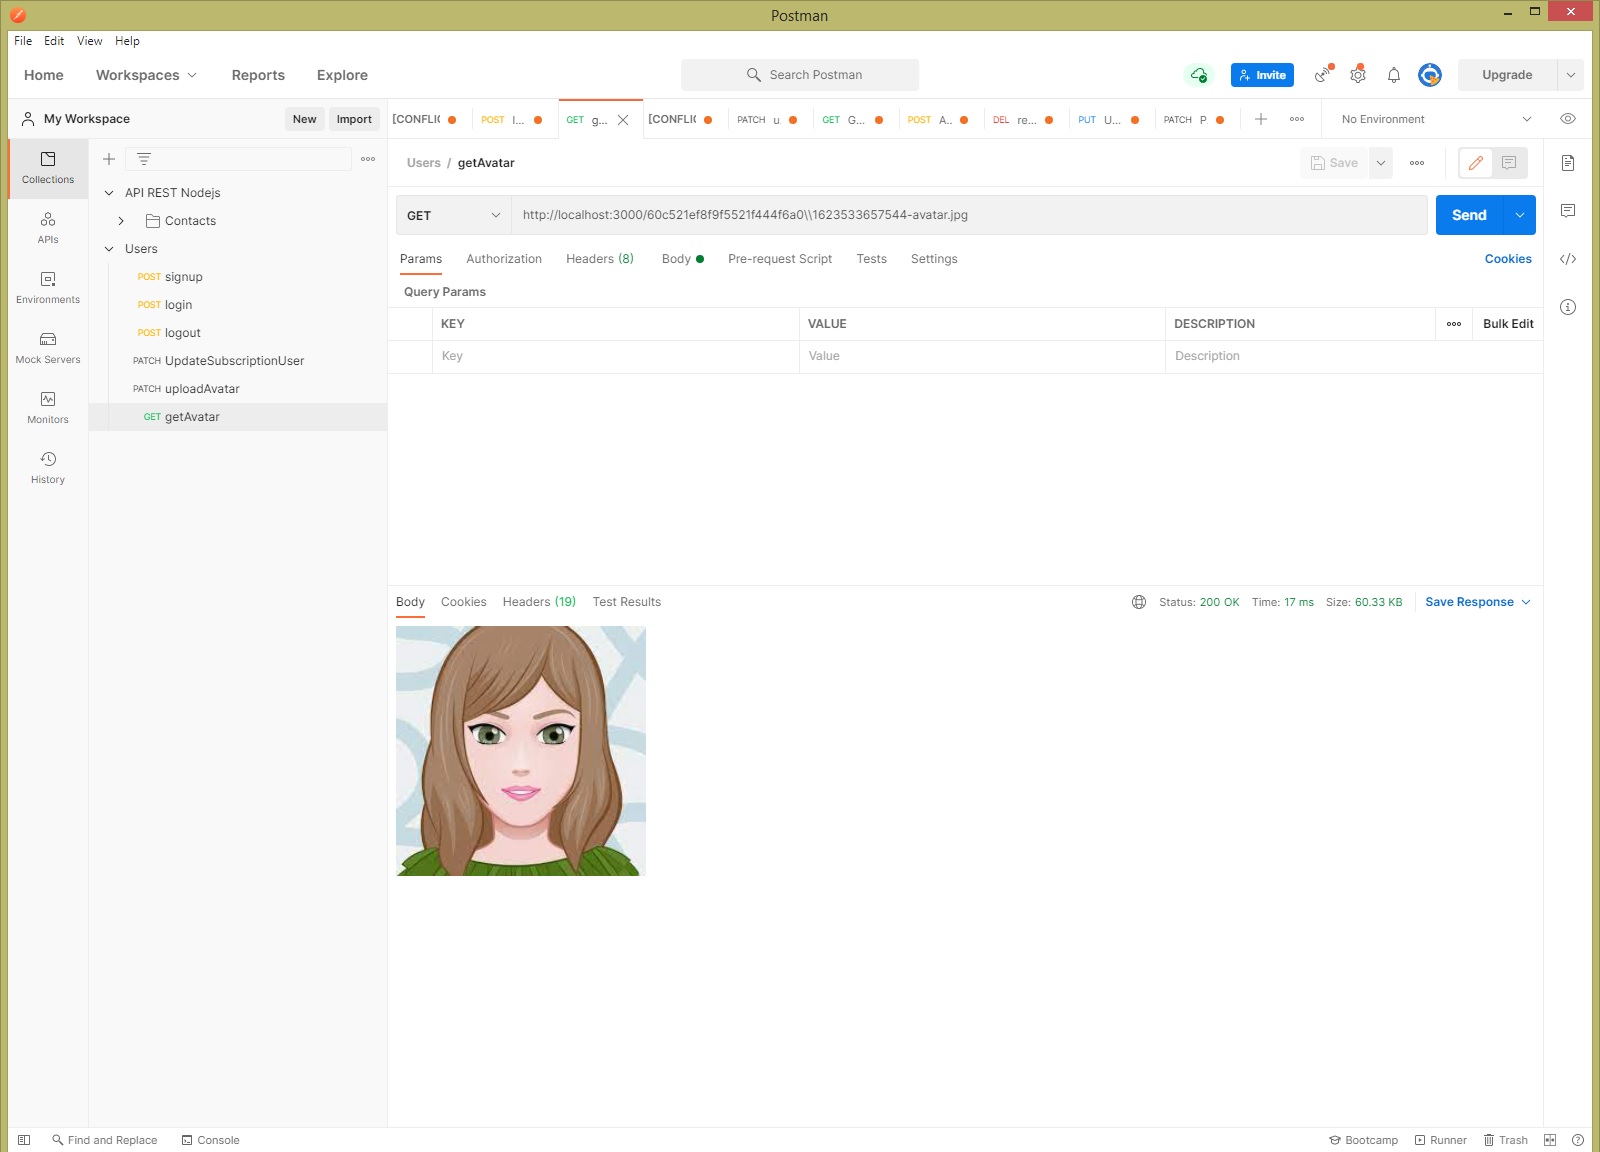 Postman
File Edit View Help
Home Workspaces Reports Explore Search Postman Invite Upgrade
My Workspace New Import [CONFLIC POST l... GET g... [CONFLIC PATCH u GET G... POST A.. DEL re... PUT U... PATCH P. No Environment
Collections
APIs
Environments
Mock Servers
Monitors
History
API REST Nodejs
Contacts
Users
POST signup
POST login
POST logout
PATCH UpdateSubscriptionUser
PATCH uploadAvatar
GET getAvatar
Users / getAvatar Save
GET http://localhost:3000/60c521ef8f9f5521f444f6a0\\1623533657544-avatar.jpg Send
Params Authorization Headers (8) Body Pre-request Script Tests Settings Cookies
Query Params
KEY VALUE DESCRIPTION Bulk Edit
Key Value Description
Body Cookies Headers (19) Test Results Status: 200 OK Time: 17 ms Size: 60.33 KB Save Response
Find and Replace Console Bootcamp Runner Trash